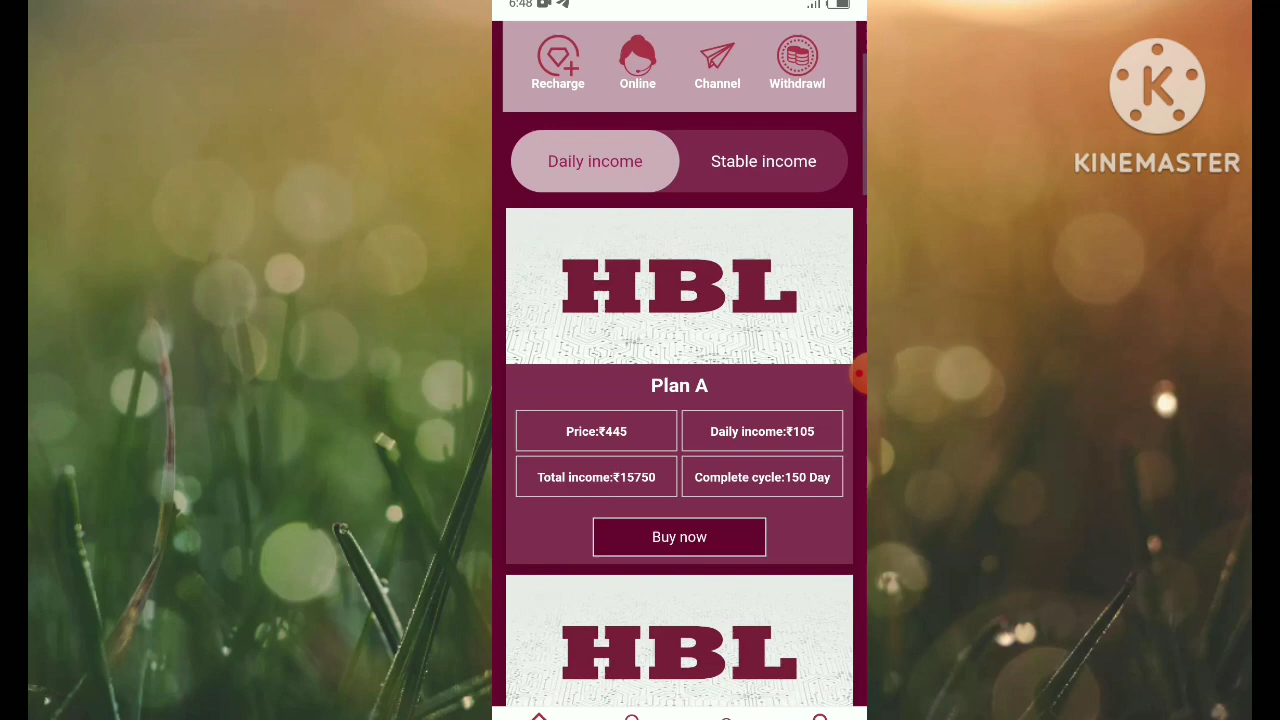 6:48
Recharge Online Channel Withdrawl
Daily income Stable income
HBL
Plan A
Price:₹445 Daily income:₹105
Total income:₹15750 Complete cycle:150 Day
Buy now
HBL
K
KINEMASTER